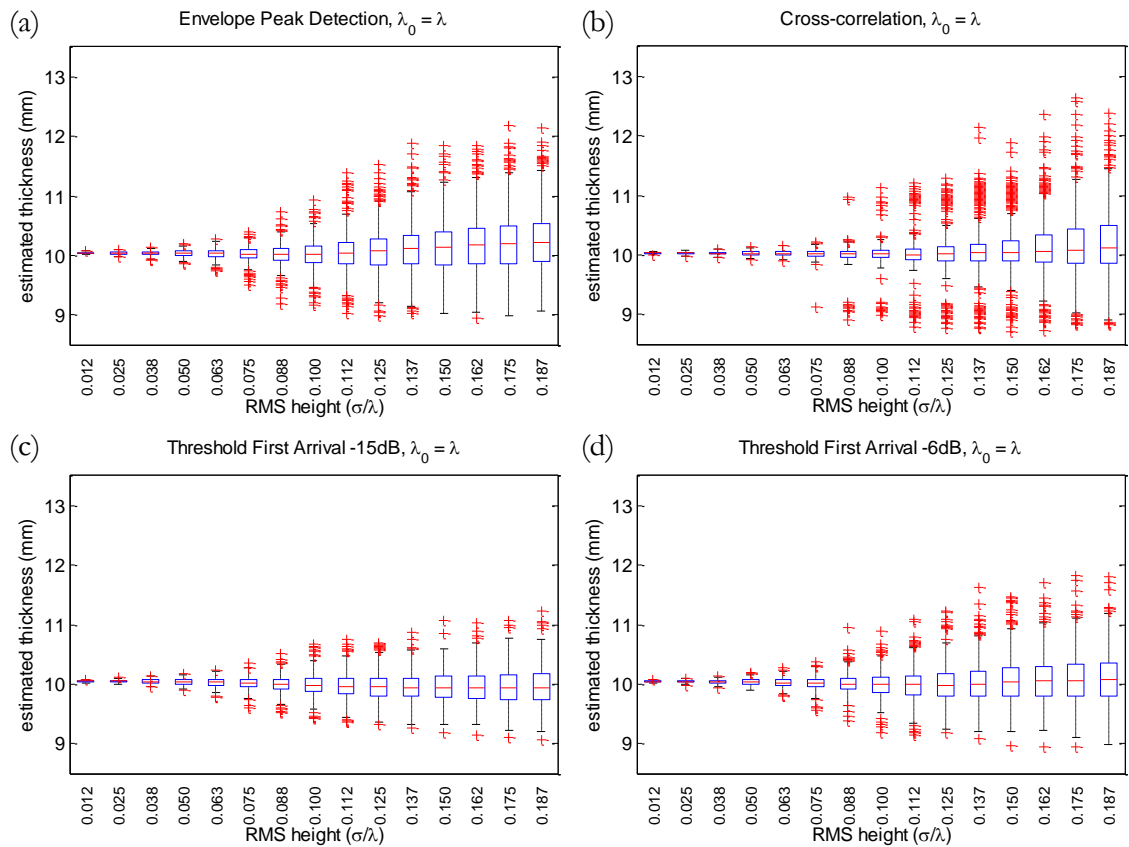 (a)
Envelope Peak Detection, λ0 = λ
estimated thickness (mm)
13
12
11
10
9
0.012 0.025 0.038 0.050 0.063 0.075 0.088 0.100 0.112 0.125 0.137 0.150 0.162 0.175 0.187
RMS height (σ/λ)
(b)
Cross-correlation, λ0 = λ
estimated thickness (mm)
13
12
11
10
9
0.012 0.025 0.038 0.050 0.063 0.075 0.088 0.100 0.112 0.125 0.137 0.150 0.162 0.175 0.187
RMS height (σ/λ)
(c)
Threshold First Arrival -15dB, λ0 = λ
estimated thickness (mm)
13
12
11
10
9
0.012 0.025 0.038 0.050 0.063 0.075 0.088 0.100 0.112 0.125 0.137 0.150 0.162 0.175 0.187
RMS height (σ/λ)
(d)
Threshold First Arrival -6dB, λ0 = λ
estimated thickness (mm)
13
12
11
10
9
0.012 0.025 0.038 0.050 0.063 0.075 0.088 0.100 0.112 0.125 0.137 0.150 0.162 0.175 0.187
RMS height (σ/λ)